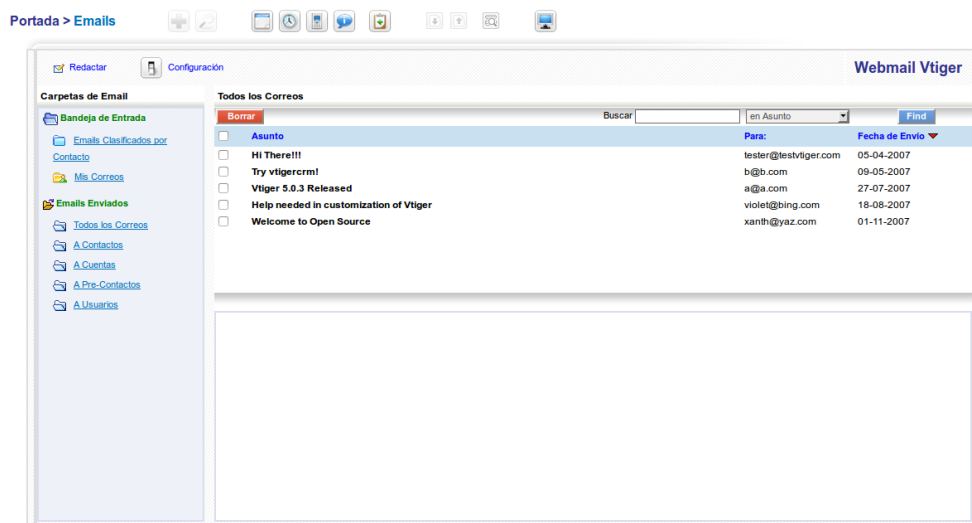 Portada > Emails
Redactar
Configuración
Webmail Vtiger
Carpetas de Email
Bandeja de Entrada
Emails Clasificados por
Contacto
Mis Correos
Emails Enviados
Todos los Correos
A Contactos
A Cuentas
A Pre-Contactos
A Usuarios
Todos los Correos
Borrar
Buscar
en Asunto
Find
Asunto Para: Fecha de Envio
Hi There!!! tester@testvtiger.com 05-04-2007
Try vtigercrm! b@b.com 09-05-2007
Vtiger 5.0.3 Released a@a.com 27-07-2007
Help needed in customization of Vtiger violet@bing.com 18-08-2007
Welcome to Open Source xanth@yaz.com 01-11-2007